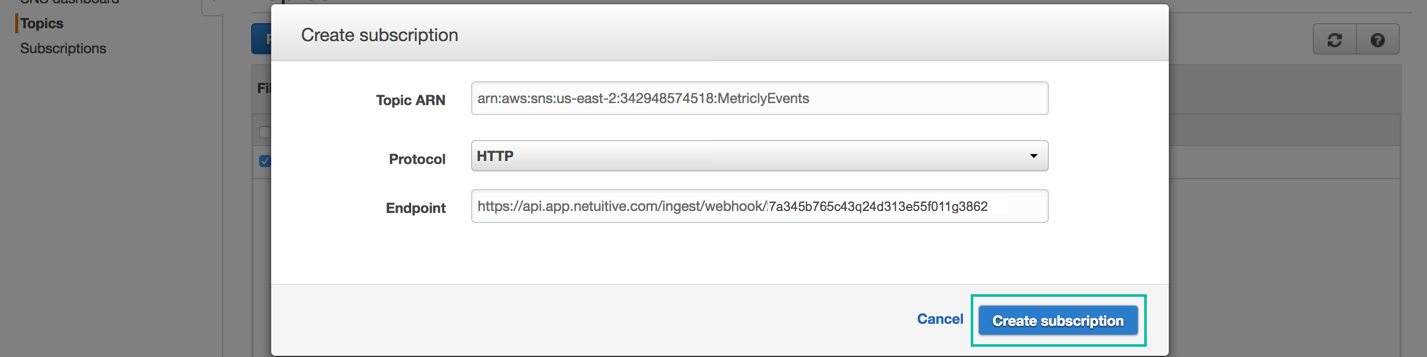 SNS dashboard
Topics
Subscriptions
Create subscription
Topic ARN
arn:aws:sns:us-east-2:342948574518:MetriclyEvents
Protocol
HTTP
Endpoint
https://api.app.netuitive.com/ingest/webhook/7a345b765c43q24d313e55f011g3862
Cancel
Create subscription